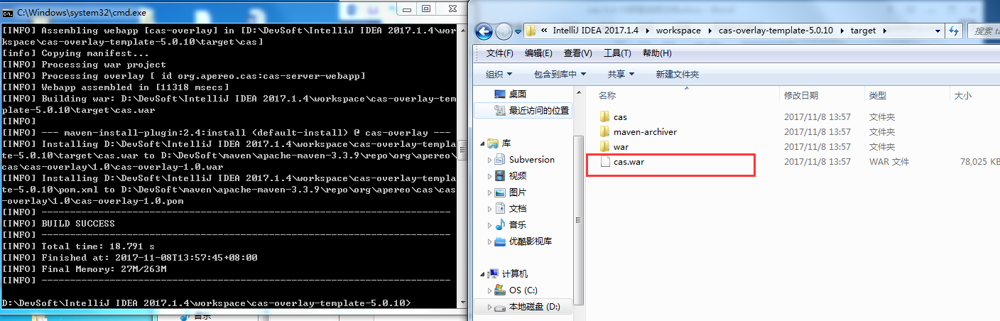 C:\Windows\system32\cmd.exe
[INFO] Assembling webapp [cas-overlay] in [D:\DevSoft\IntelliJ IDEA 2017.1.4\wor
kspace\cas-overlay-template-5.0.10\target\cas]
[info] Copying manifest...
[INFO] Processing war project
[INFO] Processing overlay [ id org.apereo.cas:cas-server-webapp]
[INFO] Webapp assembled in [11318 msecs]
[INFO] Building war: D:\DevSoft\IntelliJ IDEA 2017.1.4\workspace\cas-overlay-tem
plate-5.0.10\target\cas.war
[INFO]
[INFO] --- maven-install-plugin:2.4:install (default-install) @ cas-overlay ---
[INFO] Installing D:\DevSoft\IntelliJ IDEA 2017.1.4\workspace\cas-overlay-templa
te-5.0.10\target\cas.war to D:\DevSoft\maven\apache-maven-3.3.9\repo\org\apereo\
cas\cas-overlay\1.0\cas-overlay-1.0.war
[INFO] Installing D:\DevSoft\IntelliJ IDEA 2017.1.4\workspace\cas-overlay-templa
te-5.0.10\pom.xml to D:\DevSoft\maven\apache-maven-3.3.9\repo\org\apereo\cas\cas
-overlay\1.0\cas-overlay-1.0.pom
[INFO] ------------------------------------------------------------------------
[INFO] BUILD SUCCESS
[INFO] ------------------------------------------------------------------------
[INFO] Total time: 18.791 s
[INFO] Finished at: 2017-11-08T13:57:45+08:00
[INFO] Final Memory: 27M/263M
[INFO] ------------------------------------------------------------------------
D:\DevSoft\IntelliJ IDEA 2017.1.4\workspace\cas-overlay-template-5.0.10>
音乐
« IntelliJ IDEA 2017.1.4 workspace cas-overlay-template-5.0.10 target 搜索
文件(F) 编辑(E) 查看(V) 工具(T) 帮助(H)
组织 包含到库中 共享 新建文件夹
桌面
最近访问的位置
库
Subversion
视频
图片
文档
音乐
优酷影视库
计算机
OS (C:)
本地磁盘 (D:)
名称 修改日期 类型 大小
cas 2017/11/8 13:57 文件夹
maven-archiver 2017/11/8 13:57 文件夹
war 2017/11/8 13:57 文件夹
cas.war 2017/11/8 13:57 WAR 文件 78,025 KB